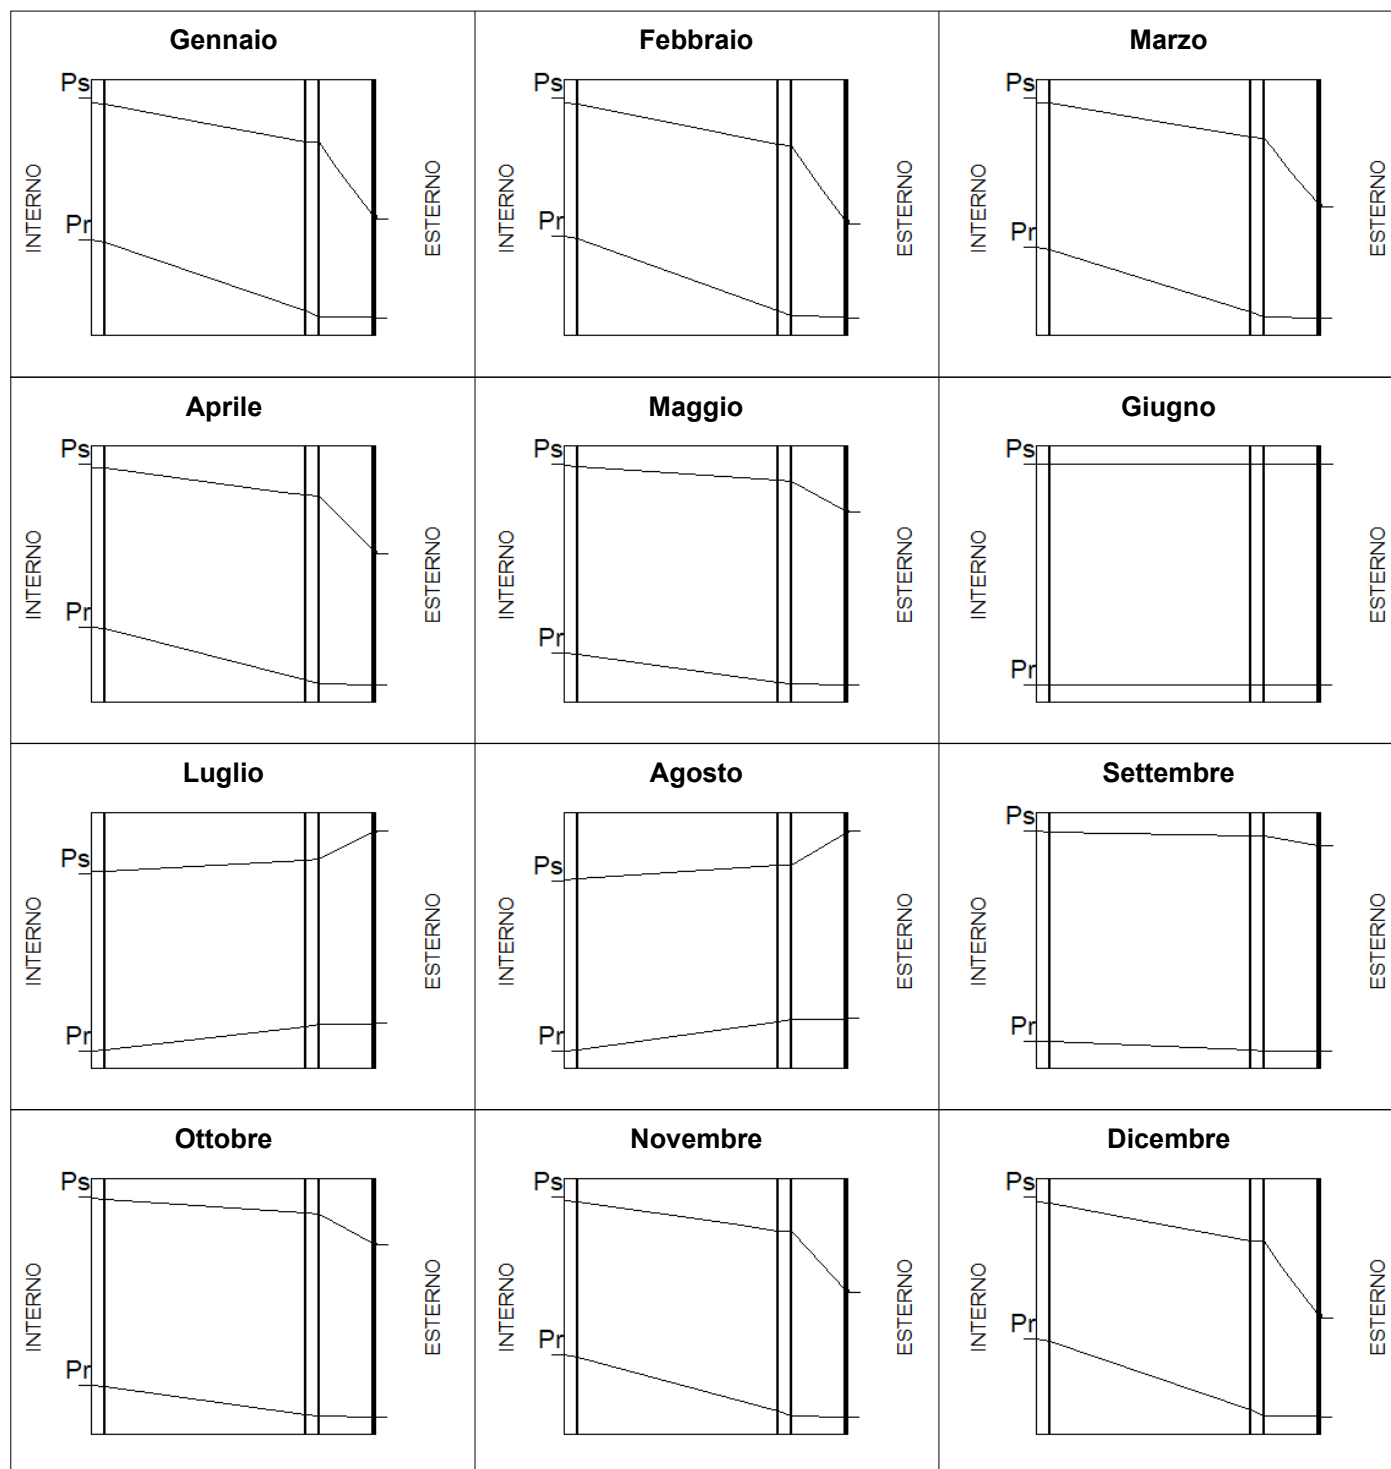 Gennaio
Ps
Pr
INTERNO
ESTERNO
Febbraio
Ps
Pr
INTERNO
ESTERNO
Marzo
Ps
Pr
INTERNO
ESTERNO
Aprile
Ps
Pr
INTERNO
ESTERNO
Maggio
Ps
Pr
INTERNO
ESTERNO
Giugno
Ps
Pr
INTERNO
ESTERNO
Luglio
Ps
Pr
INTERNO
ESTERNO
Agosto
Ps
Pr
INTERNO
ESTERNO
Settembre
Ps
Pr
INTERNO
ESTERNO
Ottobre
Ps
Pr
INTERNO
ESTERNO
Novembre
Ps
Pr
INTERNO
ESTERNO
Dicembre
Ps
Pr
INTERNO
ESTERNO